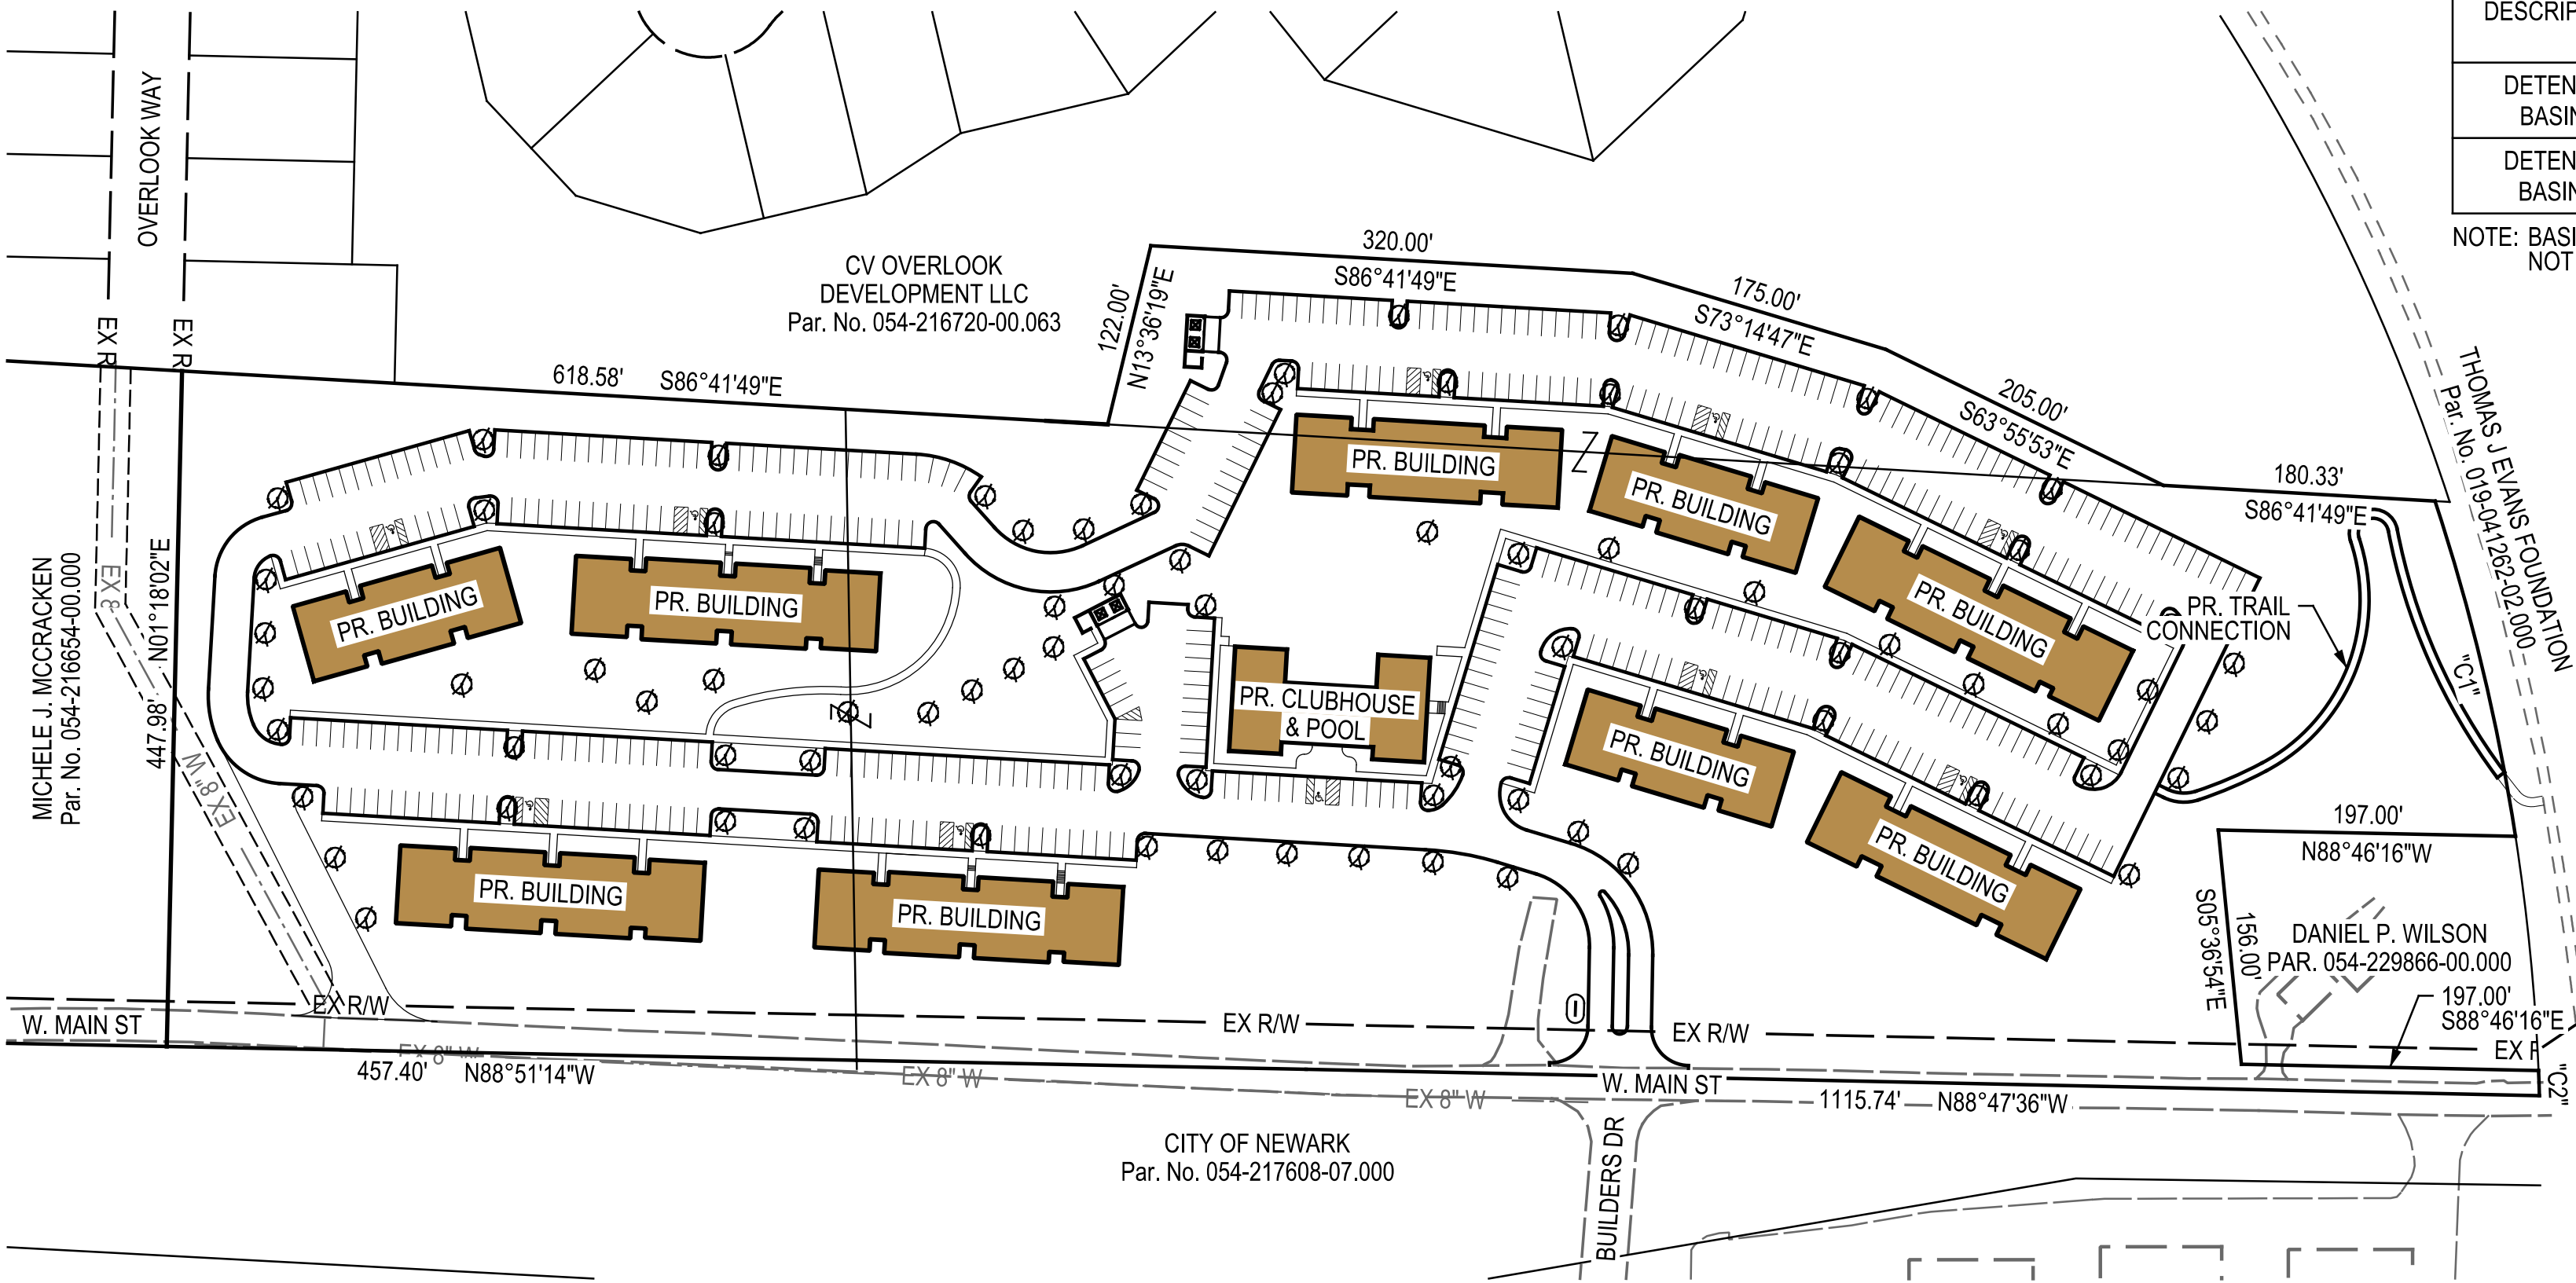 DESCRIP
DETEN
BASIN
DETEN
BASIN
NOTE: BASI
NOT
OVERLOOK WAY
EX R
EX R
CV OVERLOOK
DEVELOPMENT LLC
Par. No. 054-216720-00.063
618.58' S86°41'49"E
122.00'
N13°36'19"E
320.00'
S86°41'49"E
175.00'
S73°14'47"E
205.00'
S63°55'53"E
180.33'
S86°41'49"E
THOMAS J EVANS FOUNDATION
Par. No. 019-041262-02.000
MICHELE J. MCCRACKEN
Par. No. 054-216654-00.000
447.98' N01°18'02"E
EX 8
EX 8" W
PR. BUILDING
PR. BUILDING
PR. BUILDING
PR. BUILDING
PR. BUILDING
PR. TRAIL
CONNECTION
"C1"
PR. CLUBHOUSE
& POOL
PR. BUILDING
PR. BUILDING
PR. BUILDING
PR. BUILDING
197.00'
N88°46'16"W
S05°36'54"E
156.00'
DANIEL P. WILSON
PAR. 054-229866-00.000
197.00'
S88°46'16"E
W. MAIN ST
EX R/W
EX R/W
EX R/W
EX R
"C2"
EX 8" W
457.40' N88°51'14"W
EX 8" W
EX 8" W
W. MAIN ST
1115.74' N88°47'36"W
BUILDERS DR
CITY OF NEWARK
Par. No. 054-217608-07.000